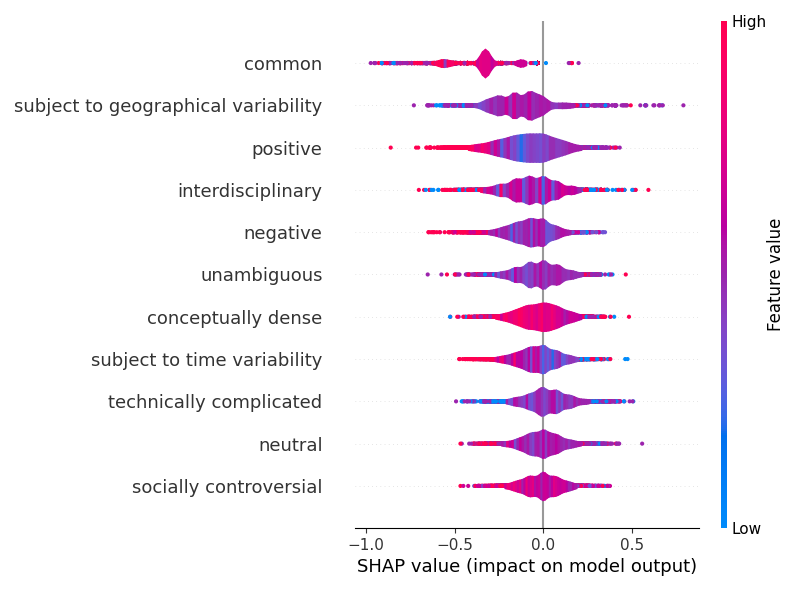 High
common
subject to geographical variability
positive
interdisciplinary
negative
unambiguous
conceptually dense
subject to time variability
technically complicated
neutral
socially controversial
Feature value
Low
−1.0 −0.5 0.0 0.5
SHAP value (impact on model output)